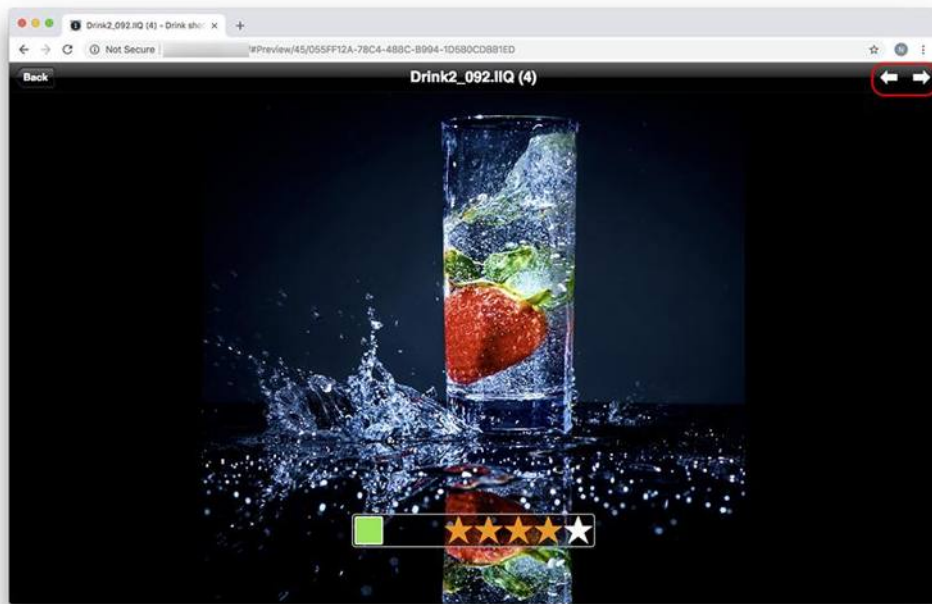 Drink2_092.IIQ (4) - Drink sho
Not Secure
/#Preview/45/055FF12A-78C4-488C-B994-1D580CD8B1ED
Back
Drink2_092.IIQ (4)